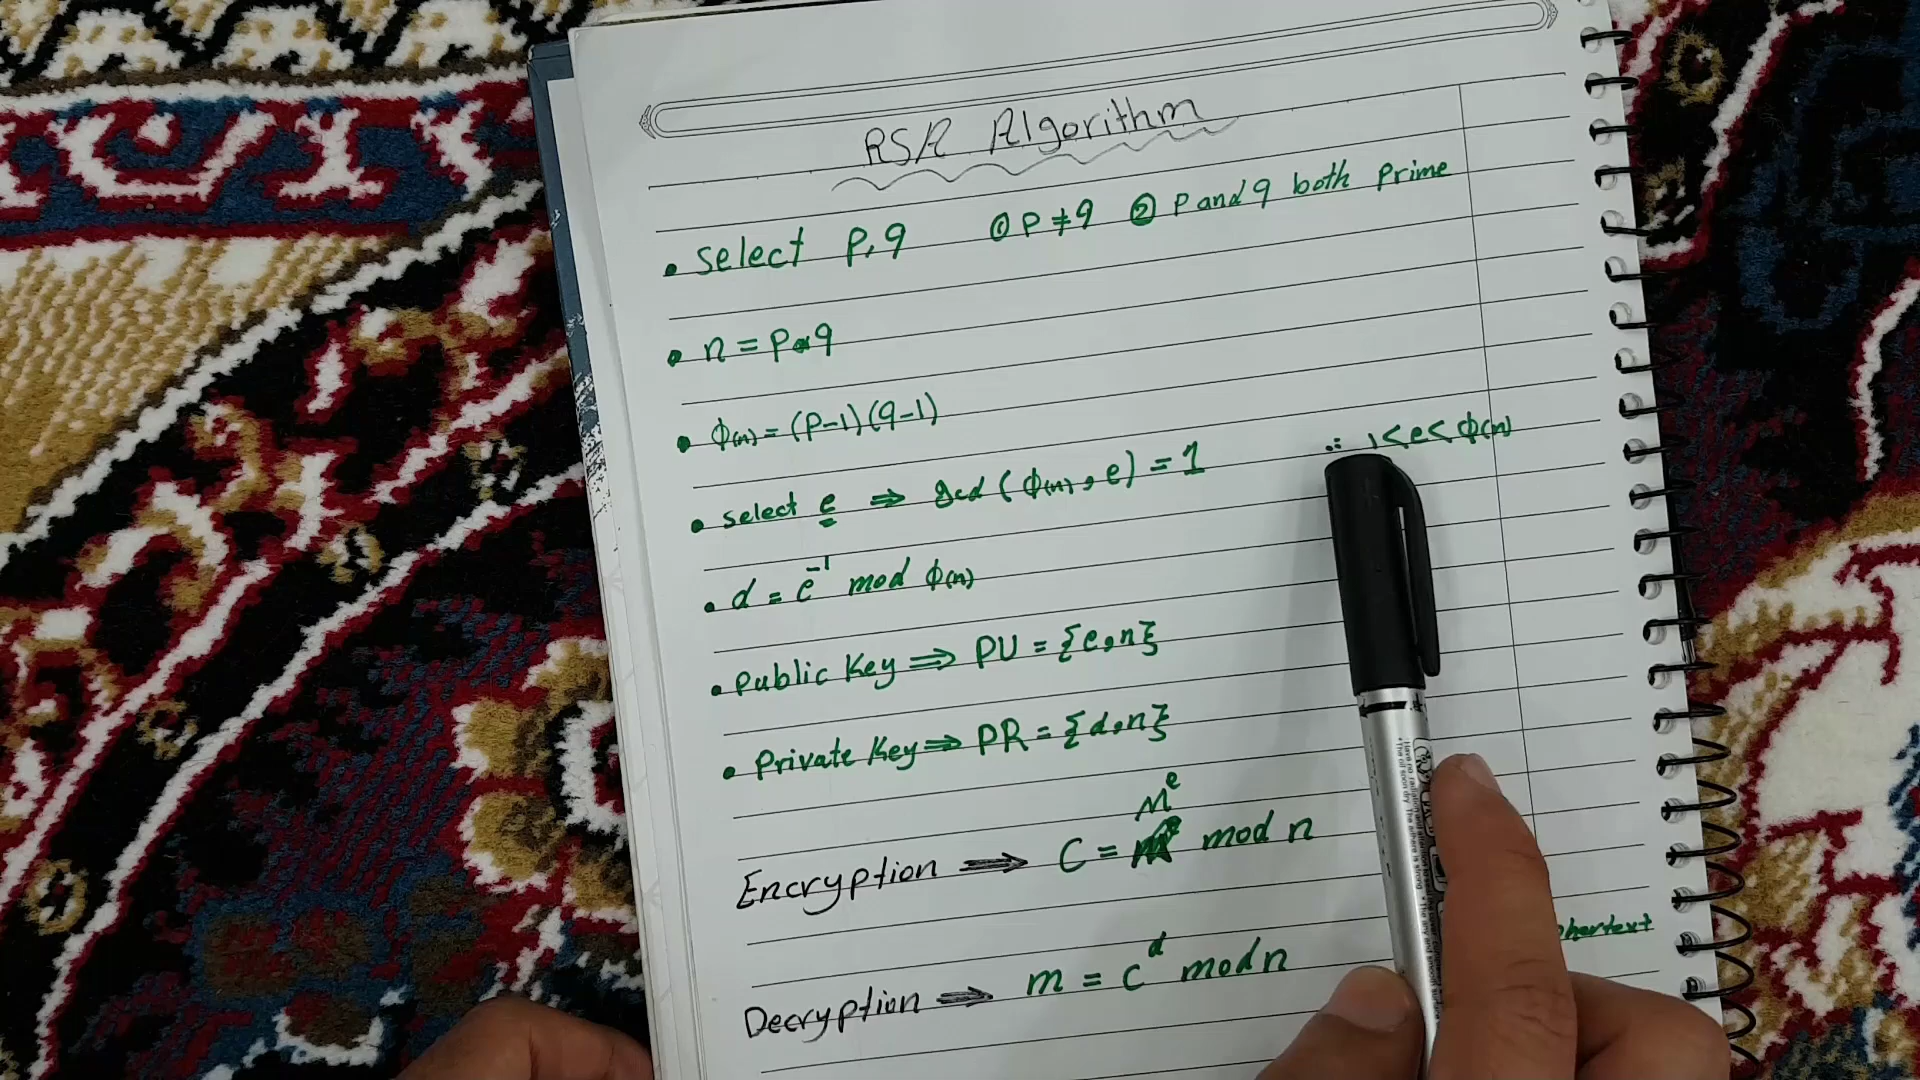 RSA Algorithm
• select p,q ① P≠q ② P and q both Prime
• n = P*q
• ϕ(n) = (P-1)(q-1)
• select e ⇒ gcd(ϕ(n), e) = 1 ∴ 1<e<ϕ(n)
• d = e⁻¹ mod ϕ(n)
• Public Key ⇒ PU = {e,n}
• Private Key ⇒ PR = {d,n}
Encryption ⇒ C = Mᵉ mod n
Decryption ⇒ m = cᵈ mod n